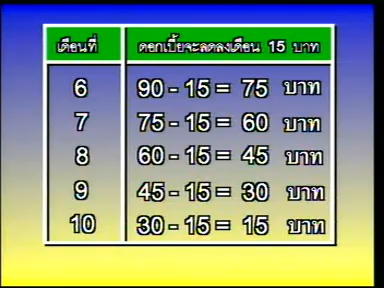 เดือนที่ ดอกเบี้ยจะลดลงเดือน 15 บาท
6 90 - 15 = 75 บาท
7 75 - 15 = 60 บาท
8 60 - 15 = 45 บาท
9 45 - 15 = 30 บาท
10 30 - 15 = 15 บาท